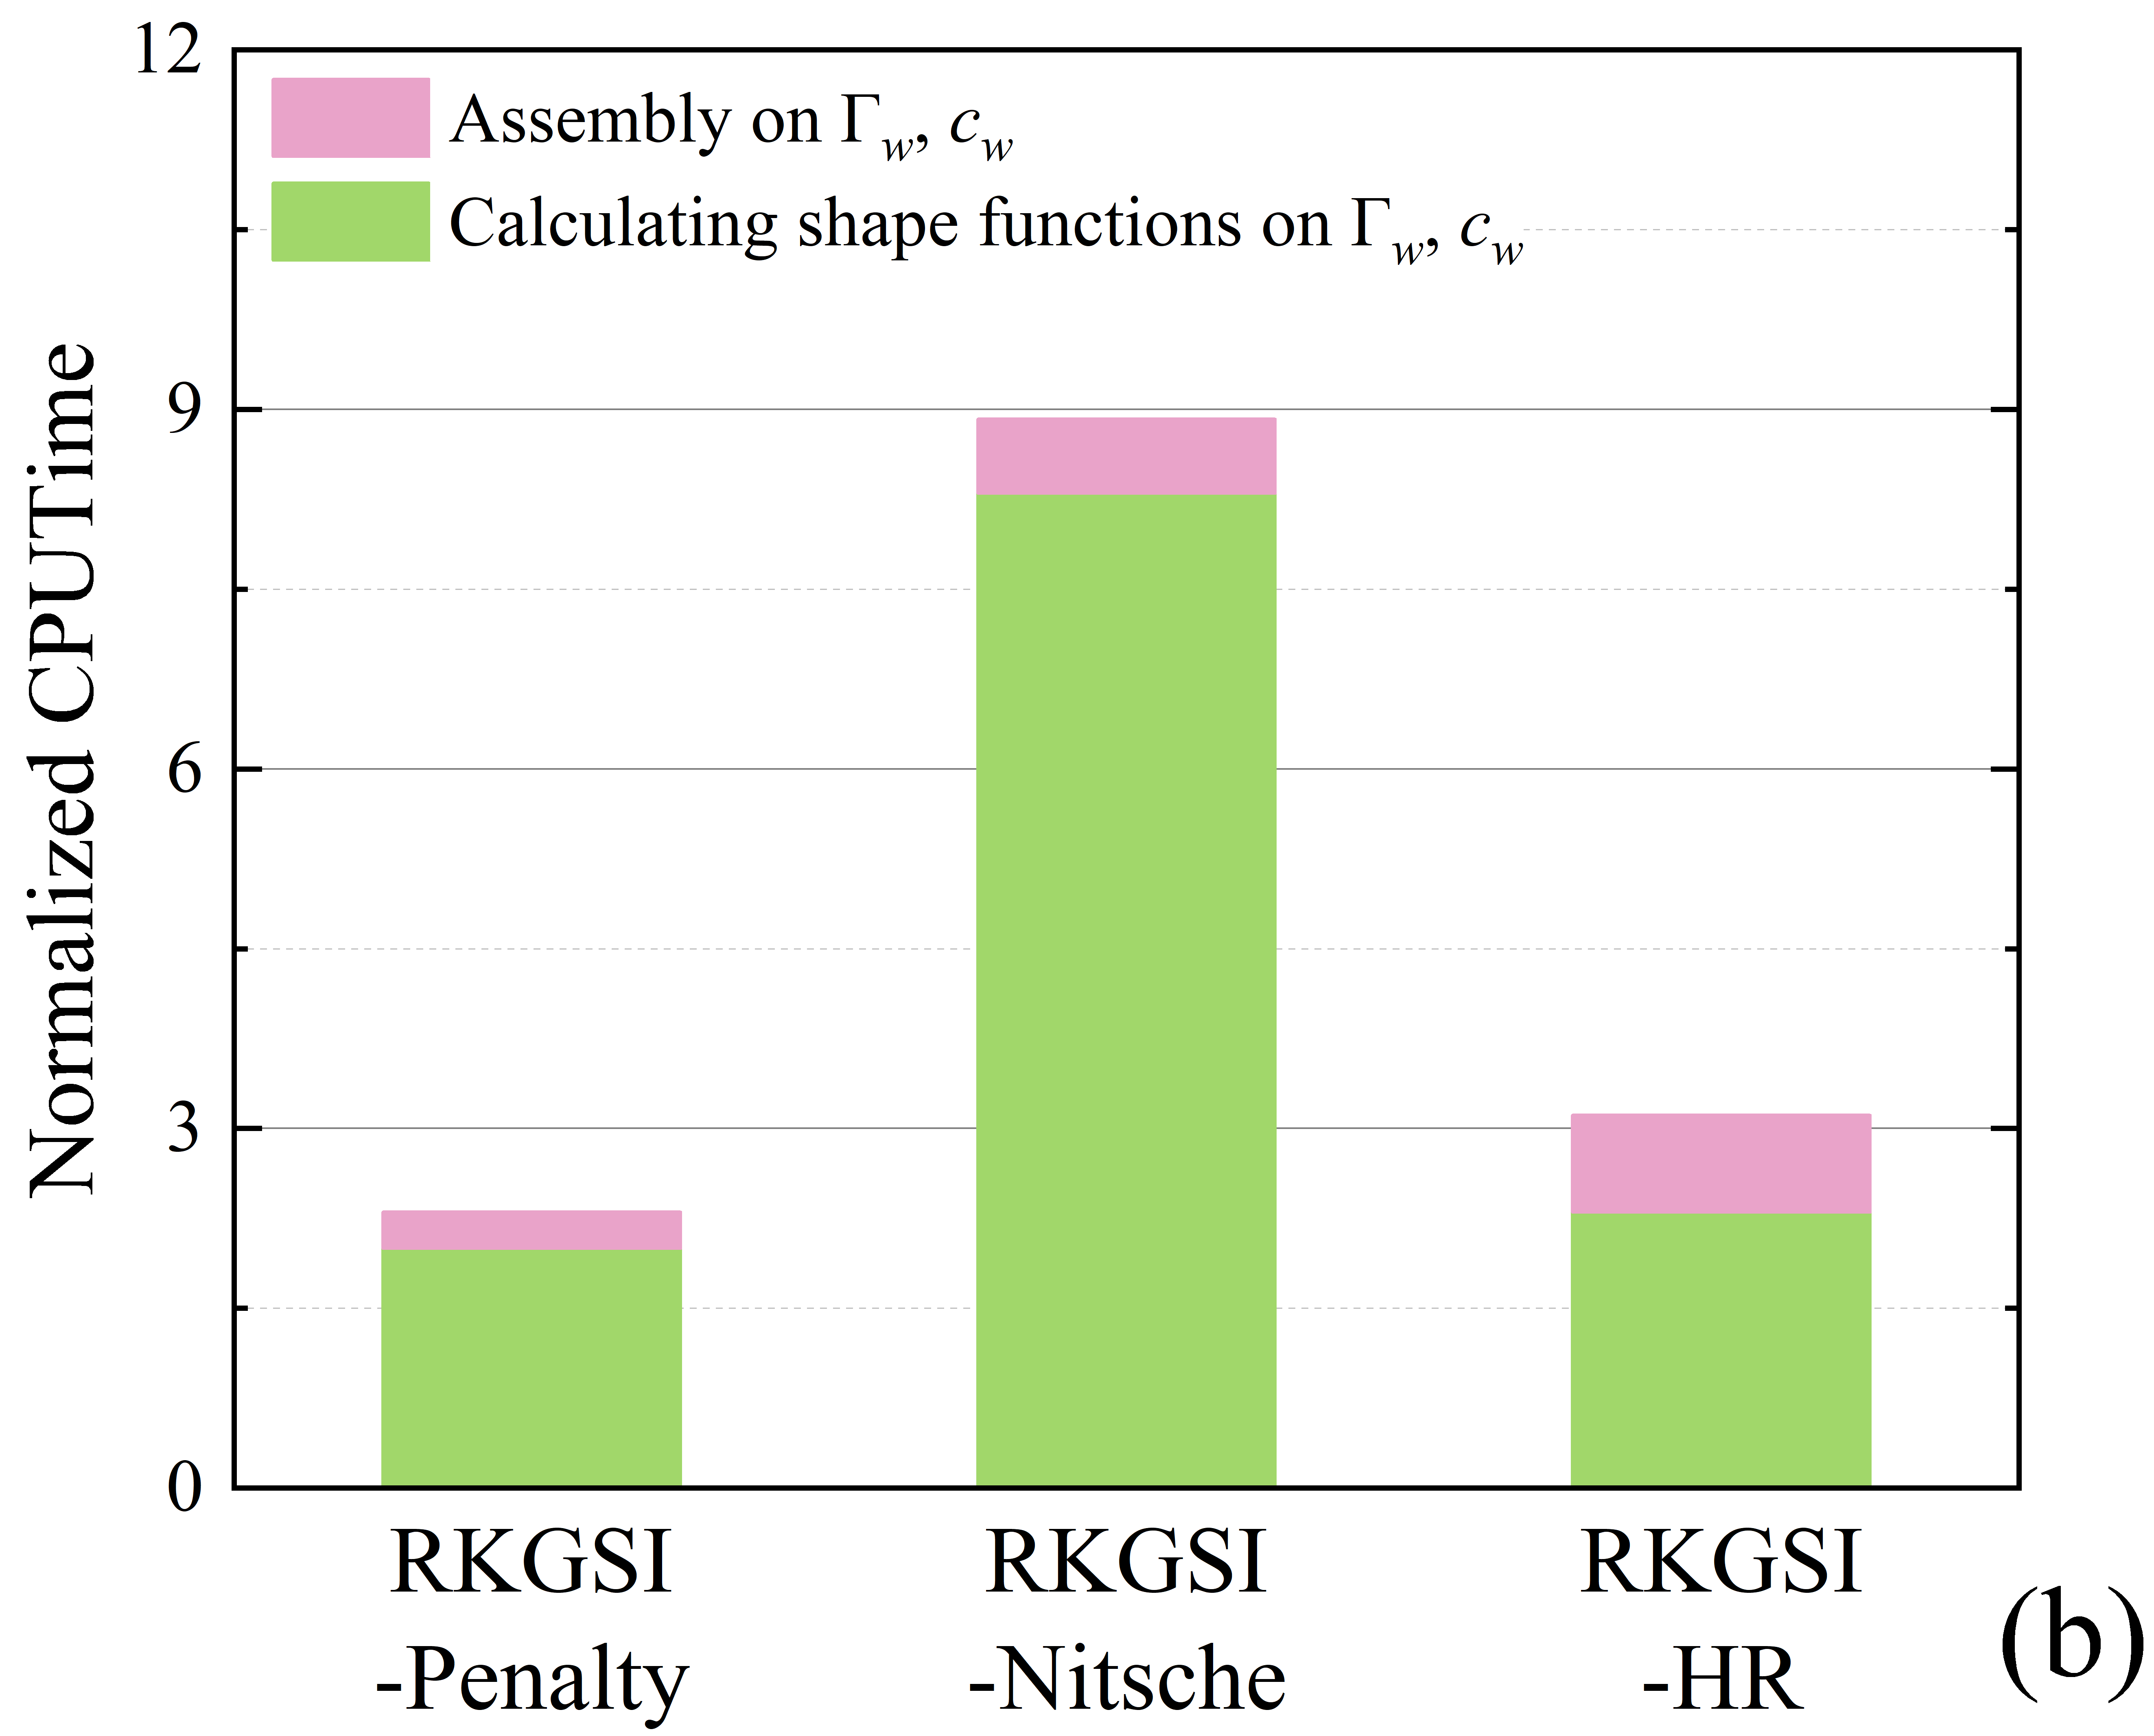 12
Assembly on Γw, cw
Calculating shape functions on Γw, cw
9
6
3
0
Normalized CPUTime
RKGSI
-Penalty
RKGSI
-Nitsche
RKGSI
-HR
(b)